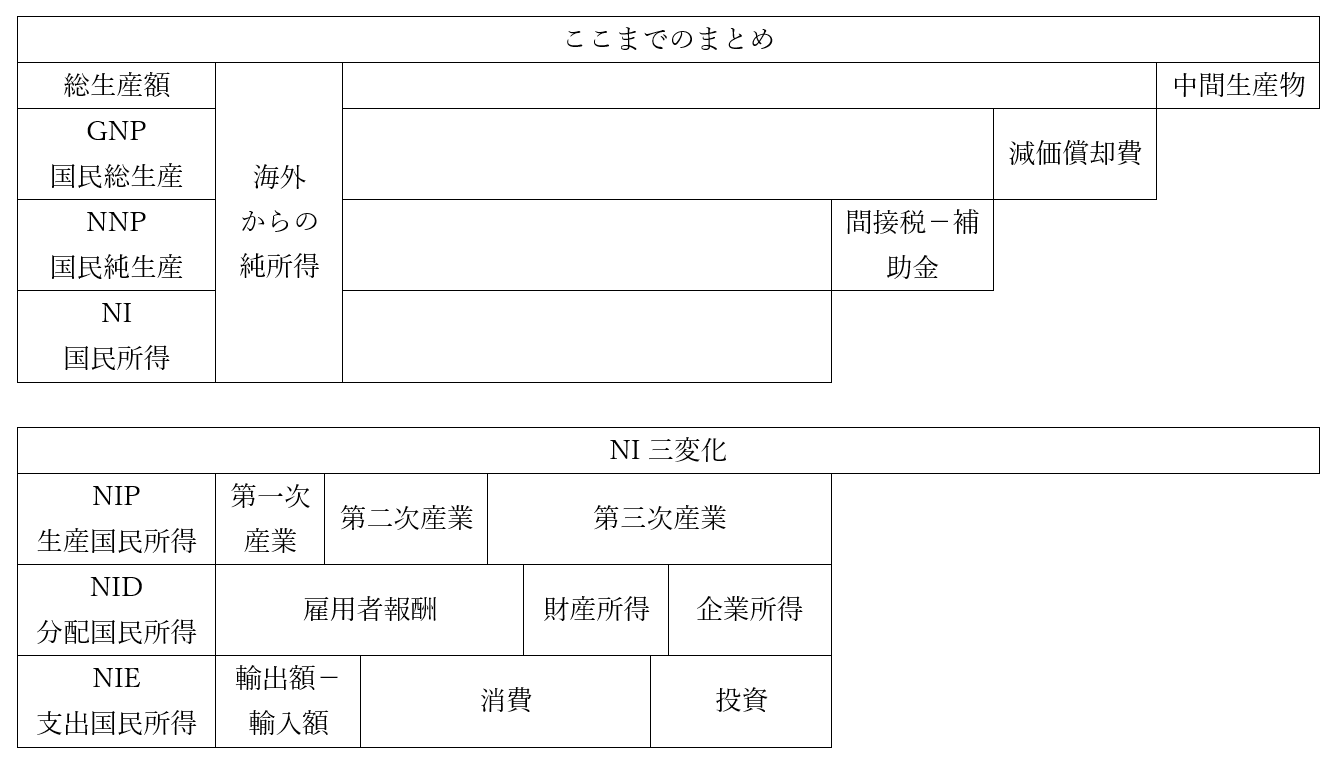 ここまでのまとめ
総生産額
中間生産物
GNP
国民総生産
減価償却費
海外
からの
純所得
NNP
国民純生産
間接税－補
助金
NI
国民所得
NI 三変化
NIP
生産国民所得
第一次
産業
第二次産業
第三次産業
NID
分配国民所得
雇用者報酬
財産所得
企業所得
NIE
支出国民所得
輸出額－
輸入額
消費
投資